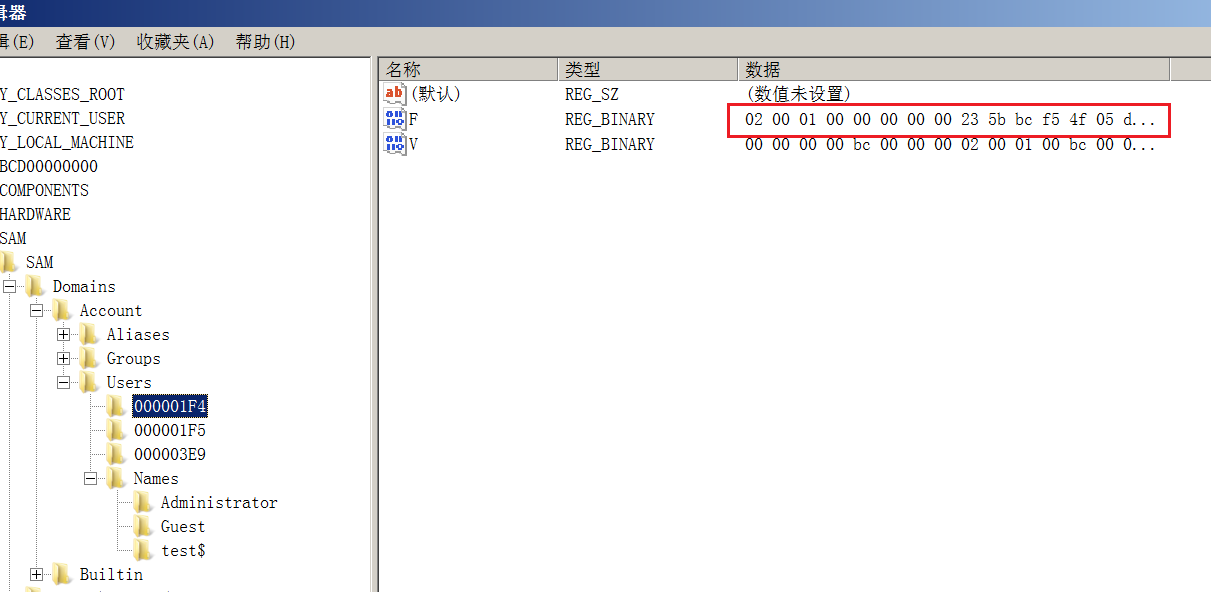 辑器
辑(E) 查看(V) 收藏夹(A) 帮助(H)
Y_CLASSES_ROOT
Y_CURRENT_USER
Y_LOCAL_MACHINE
BCD00000000
COMPONENTS
HARDWARE
SAM
SAM
Domains
Account
Aliases
Groups
Users
000001F4
000001F5
000003E9
Names
Administrator
Guest
test$
Builtin
名称 类型 数据
(默认) REG_SZ (数值未设置)
F REG_BINARY 02 00 01 00 00 00 00 00 23 5b bc f5 4f 05 d...
V REG_BINARY 00 00 00 00 bc 00 00 00 02 00 01 00 bc 00 0...